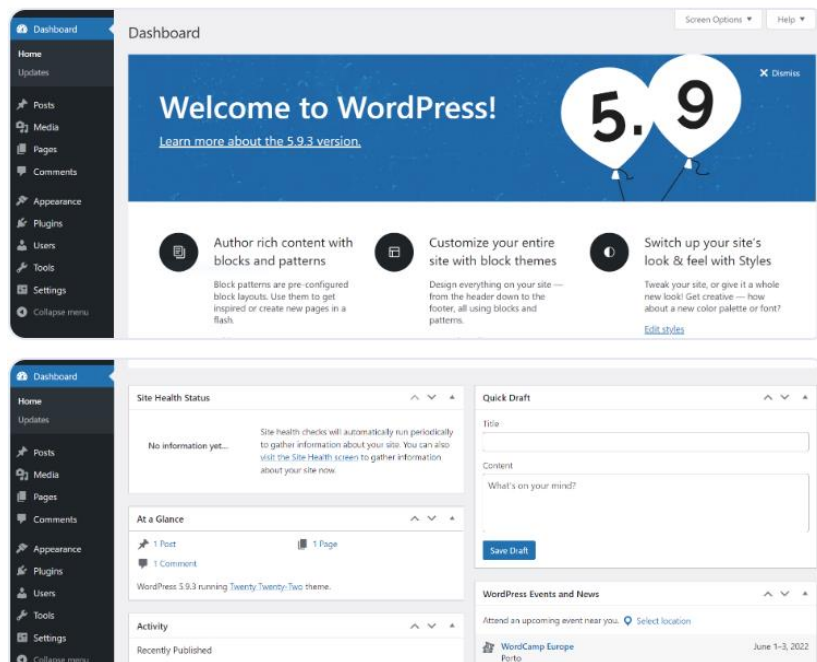 Dashboard
Home
Updates
Posts
Media
Pages
Comments
Appearance
Plugins
Users
Tools
Settings
Collapse menu
Screen Options ▼
Help ▼
Dashboard
Dismiss
Welcome to WordPress!
Learn more about the 5.9.3 version.
5.9
Author rich content with
blocks and patterns
Block patterns are pre-configured
block layouts. Use them to get
inspired or create new pages in a
flash.
Customize your entire
site with block themes
Design everything on your site —
from the header down to the
footer, all using blocks and
patterns.
Switch up your site's
look & feel with Styles
Tweak your site, or give it a whole
new look! Get creative — how
about a new color palette or font?
Edit styles
Dashboard
Home
Updates
Posts
Media
Pages
Comments
Appearance
Plugins
Users
Tools
Settings
Collapse menu
Site Health Status
No information yet...
Site health checks will automatically run periodically
to gather information about your site. You can also
visit the Site Health screen to gather information
about your site now.
At a Glance
1 Post
1 Page
1 Comment
WordPress 5.9.3 running Twenty Twenty-Two theme.
Activity
Recently Published
Quick Draft
Title
Content
What's on your mind?
Save Draft
WordPress Events and News
Attend an upcoming event near you. Select location
WordCamp Europe
June 1–3, 2022
Porto